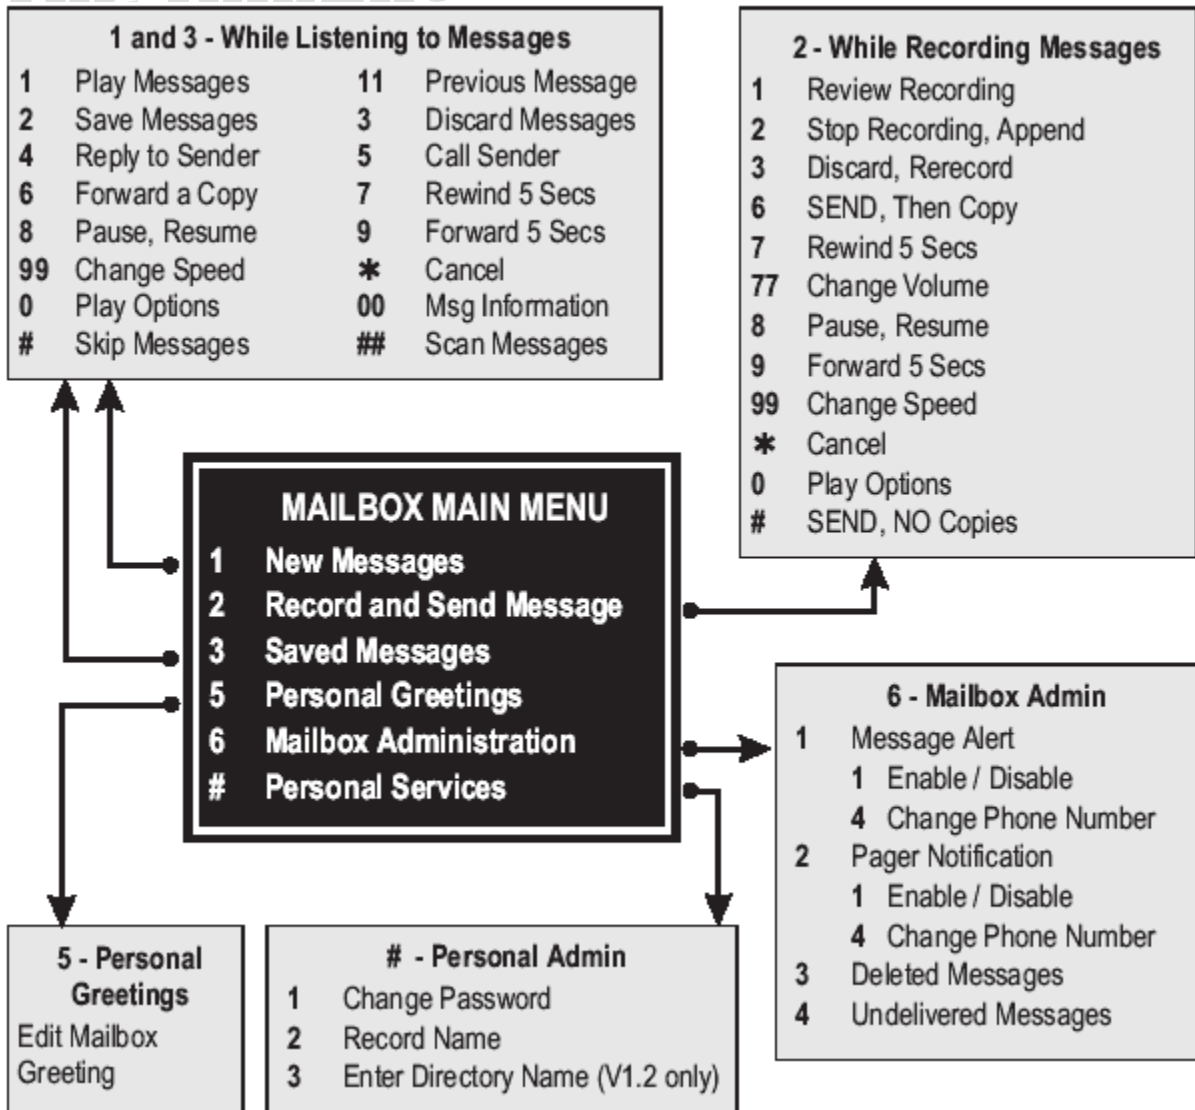 1 and 3 - While Listening to Messages
1 Play Messages 11 Previous Message
2 Save Messages 3 Discard Messages
4 Reply to Sender 5 Call Sender
6 Forward a Copy 7 Rewind 5 Secs
8 Pause, Resume 9 Forward 5 Secs
99 Change Speed ✱ Cancel
0 Play Options 00 Msg Information
# Skip Messages ## Scan Messages
2 - While Recording Messages
1 Review Recording
2 Stop Recording, Append
3 Discard, Rerecord
6 SEND, Then Copy
7 Rewind 5 Secs
77 Change Volume
8 Pause, Resume
9 Forward 5 Secs
99 Change Speed
✱ Cancel
0 Play Options
# SEND, NO Copies
MAILBOX MAIN MENU
1 New Messages
2 Record and Send Message
3 Saved Messages
5 Personal Greetings
6 Mailbox Administration
# Personal Services
6 - Mailbox Admin
1 Message Alert
1 Enable / Disable
4 Change Phone Number
2 Pager Notification
1 Enable / Disable
4 Change Phone Number
3 Deleted Messages
4 Undelivered Messages
5 - Personal
Greetings
Edit Mailbox
Greeting
# - Personal Admin
1 Change Password
2 Record Name
3 Enter Directory Name (V1.2 only)